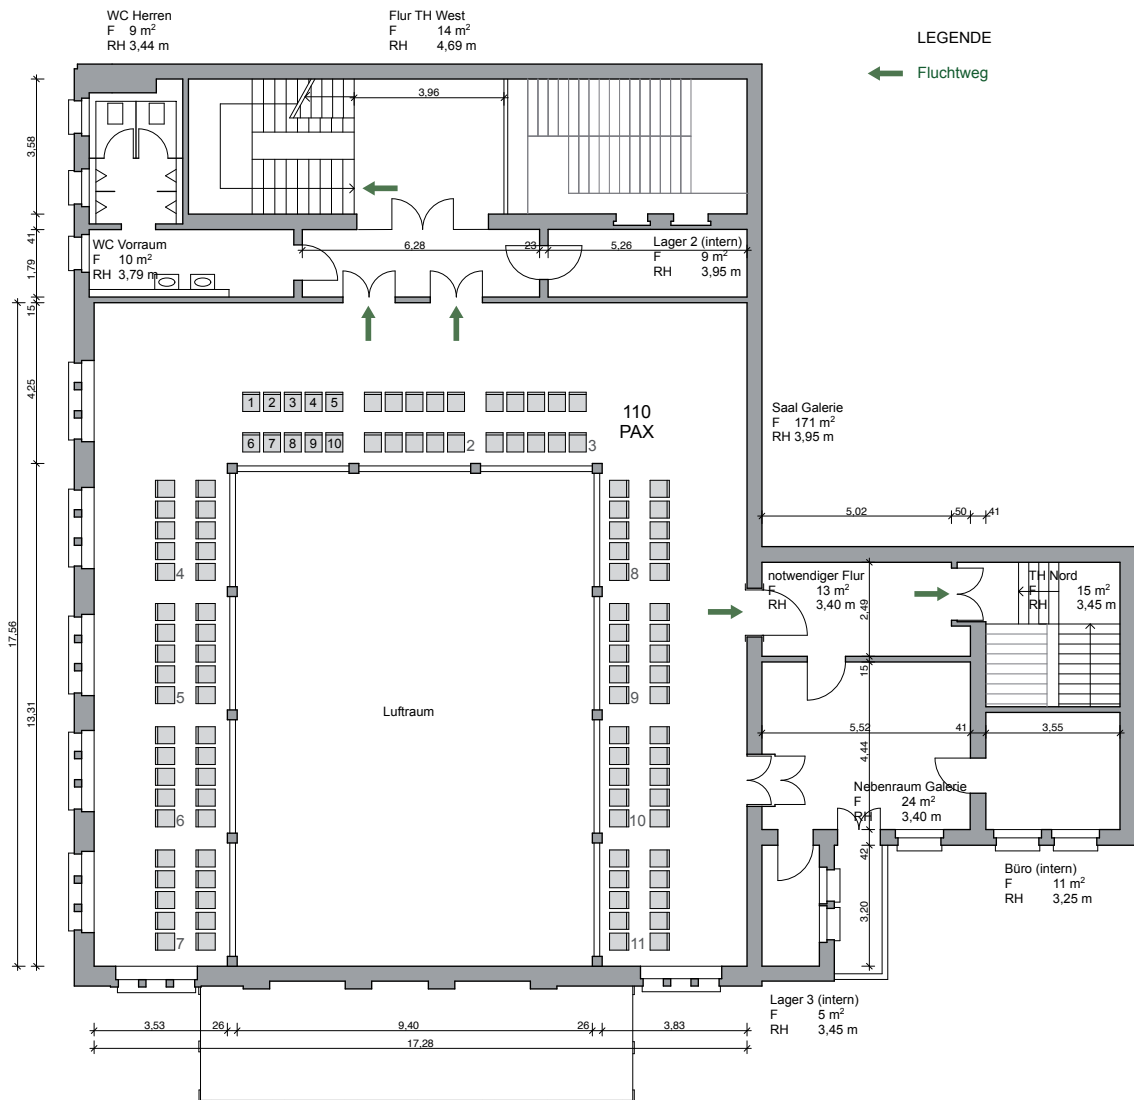 WC Herren
F 9 m²
RH 3,44 m
Flur TH West
F 14 m²
RH 4,69 m
LEGENDE
Fluchtweg
3,96
3,58
41
1,79
15
WC Vorraum
F 10 m²
RH 3,79 m
6,28
23
5,26
Lager 2 (intern)
F 9 m²
RH 3,95 m
4,25
17,56
13,31
1 2 3 4 5
6 7 8 9 10
2
3
110
PAX
Saal Galerie
F 171 m²
RH 3,95 m
5,02
50
41
4
8
notwendiger Flur
F 13 m²
RH 3,40 m
2,49
TH Nord
F 15 m²
RH 3,45 m
15
5
9
Luftraum
5,52
41
3,55
4,44
6
10
Nebenraum Galerie
F 24 m²
RH 3,40 m
42
3,20
Büro (intern)
F 11 m²
RH 3,25 m
7
11
Lager 3 (intern)
F 5 m²
RH 3,45 m
3,53
26
9,40
26
3,83
17,28